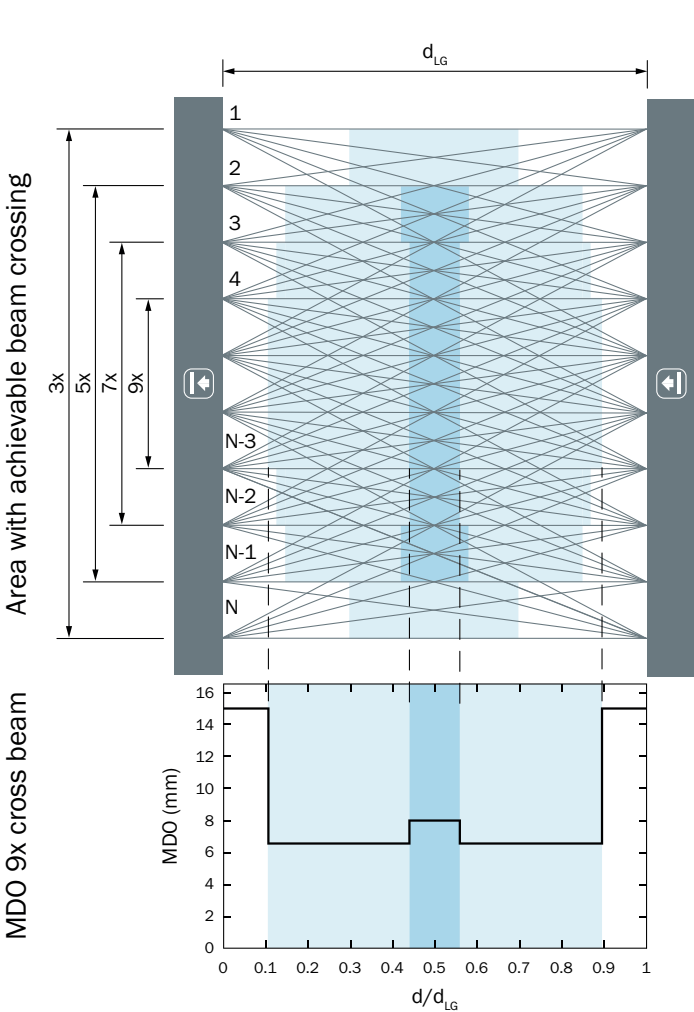 d_LG
Area with achievable beam crossing
3x
5x
7x
9x
1
2
3
4
N-3
N-2
N-1
N
MDO 9x cross beam
MDO (mm)
16
14
12
10
8
6
4
2
0
0 0.1 0.2 0.3 0.4 0.5 0.6 0.7 0.8 0.9 1
d/d_LG